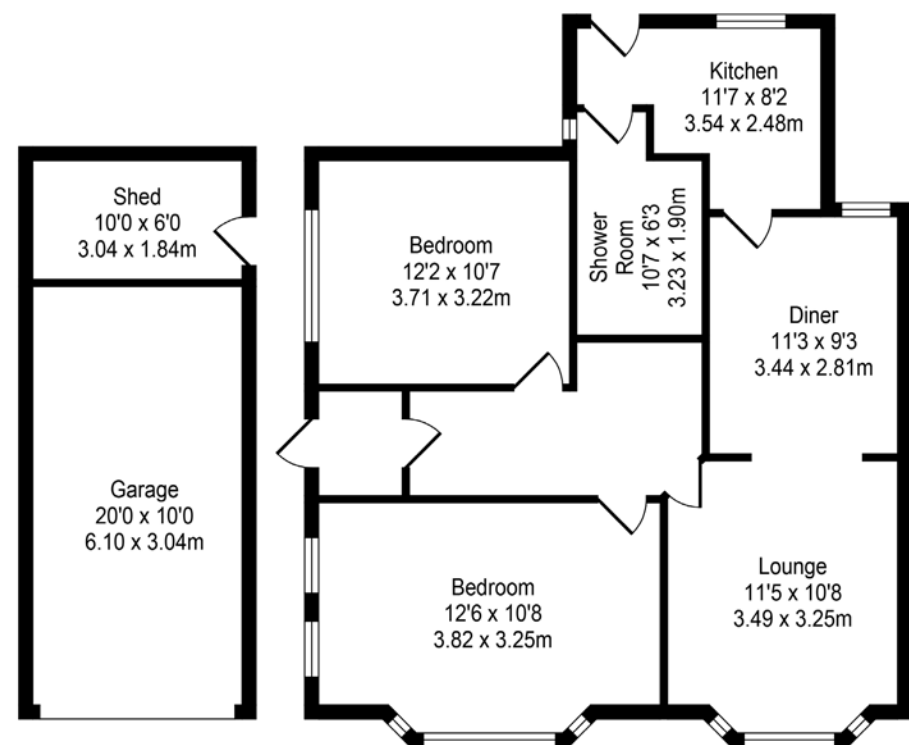 Kitchen
11'7 x 8'2
3.54 x 2.48m
Shed
10'0 x 6'0
3.04 x 1.84m
Bedroom
12'2 x 10'7
3.71 x 3.22m
Shower
Room
10'7 x 6'3
3.23 x 1.90m
Diner
11'3 x 9'3
3.44 x 2.81m
Garage
20'0 x 10'0
6.10 x 3.04m
Bedroom
12'6 x 10'8
3.82 x 3.25m
Lounge
11'5 x 10'8
3.49 x 3.25m